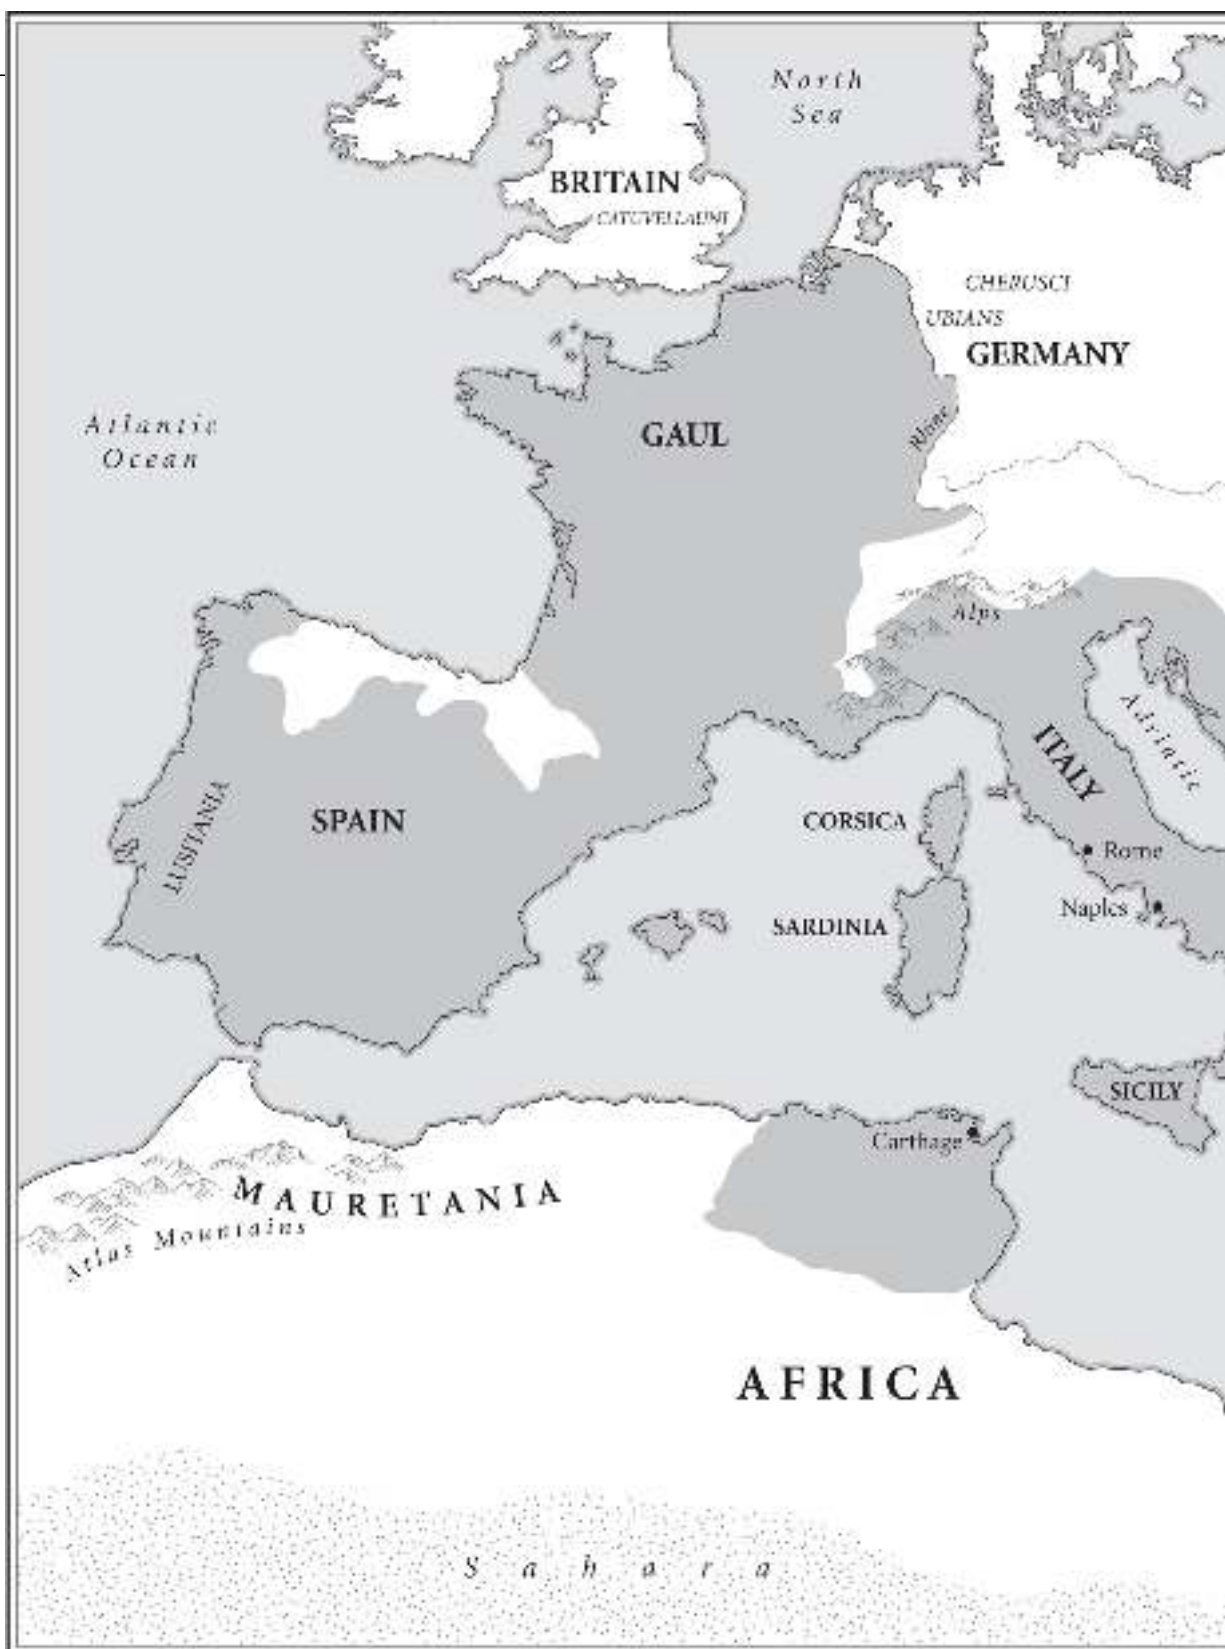 North
Sea
BRITAIN
CATUVELLAUNI
CHERUSCI
UBIANS
GERMANY
Atlantic
Ocean
GAUL
Rhine
Alps
Adriatic
ITALY
SPAIN
LUSITANIA
CORSICA
Rome
Naples
SARDINIA
SICILY
Carthage
MAURETANIA
Atlas Mountains
AFRICA
Sahara